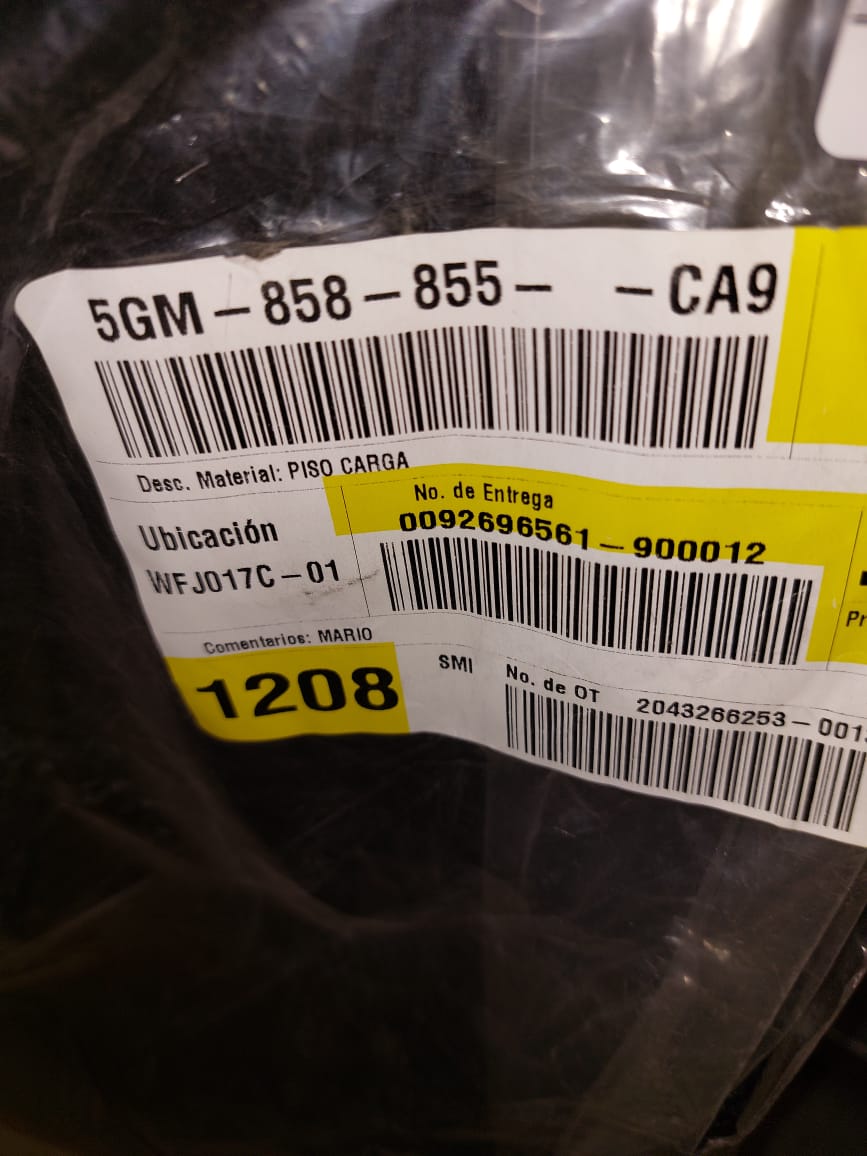 5GM-858-855- -CA9
Desc. Material: PISO CARGA
No. de Entrega
0092696561-900012
Ubicación
WFJ017C-01
Comentarios: MARIO
1208
SMI
No. de OT 2043266253-001
Pr